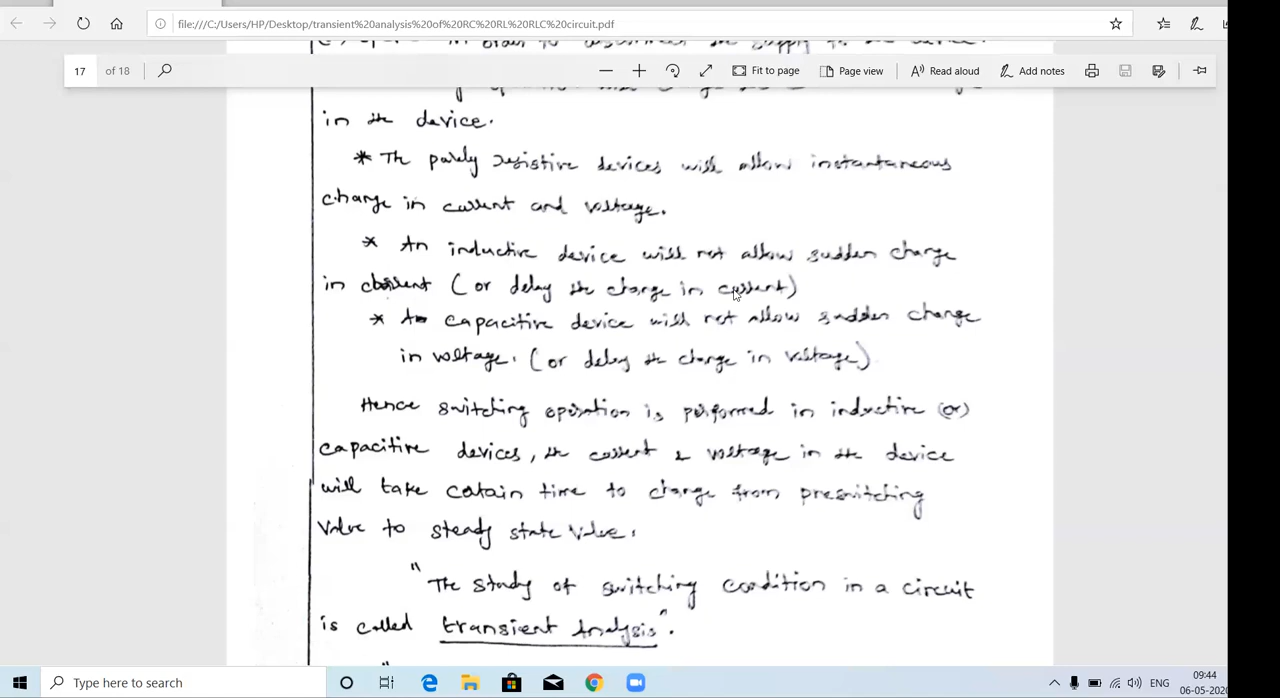 file:///C:/Users/HP/Desktop/transient%20analysis%20of%20RC%20RL%20RLC%20circuit.pdf
17 of 18
Fit to page
Page view
Read aloud
Add notes
in the device.
* The purely resistive devices will allow instantaneous
change in current and voltage.
* An inductive device will not allow sudden change
in current (or delay the change in current)
* A capacitive device will not allow sudden change
in voltage. (or delay the change in voltage)
Hence switching operation is performed in inductive (or)
capacitive devices, the current & voltage in the device
will take certain time to change from preswitching
value to steady state value.
"The study of switching condition in a circuit
is called transient Analysis".
Type here to search
ENG
09:44
06-05-2020